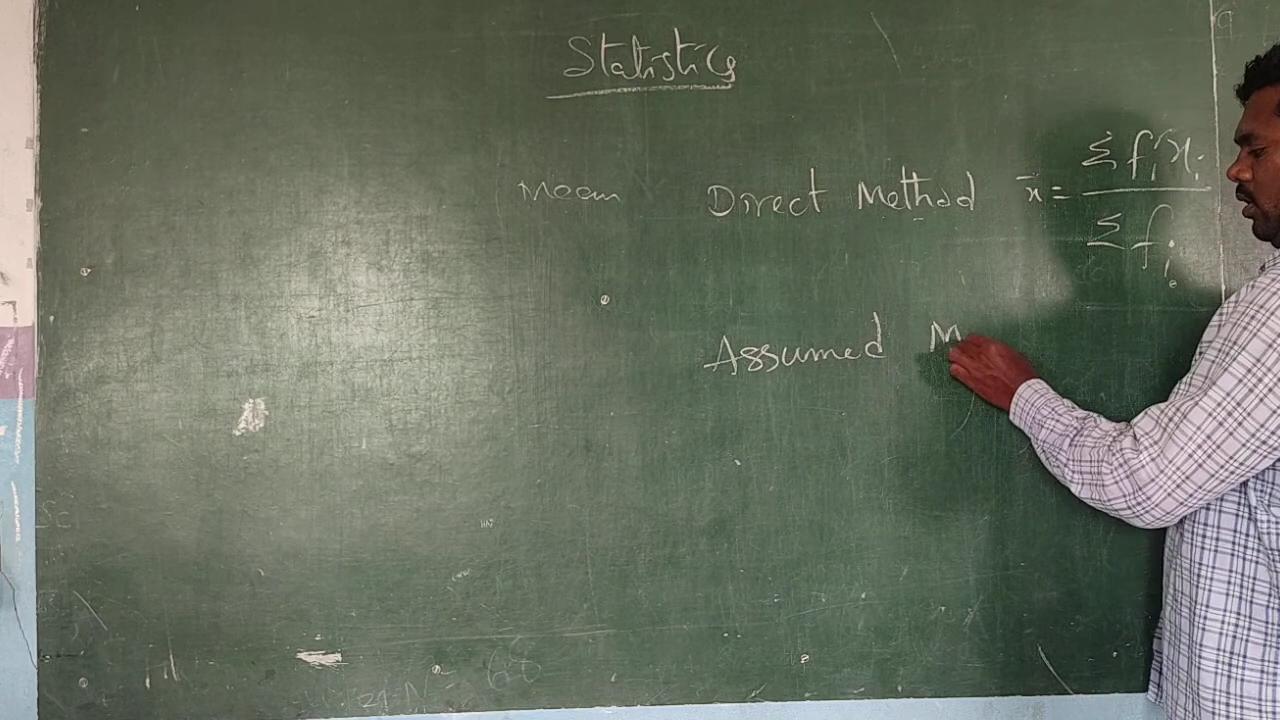 Statistics
Mean Direct Method x̄ = Σ fᵢxᵢ / Σ fᵢ
Assumed M